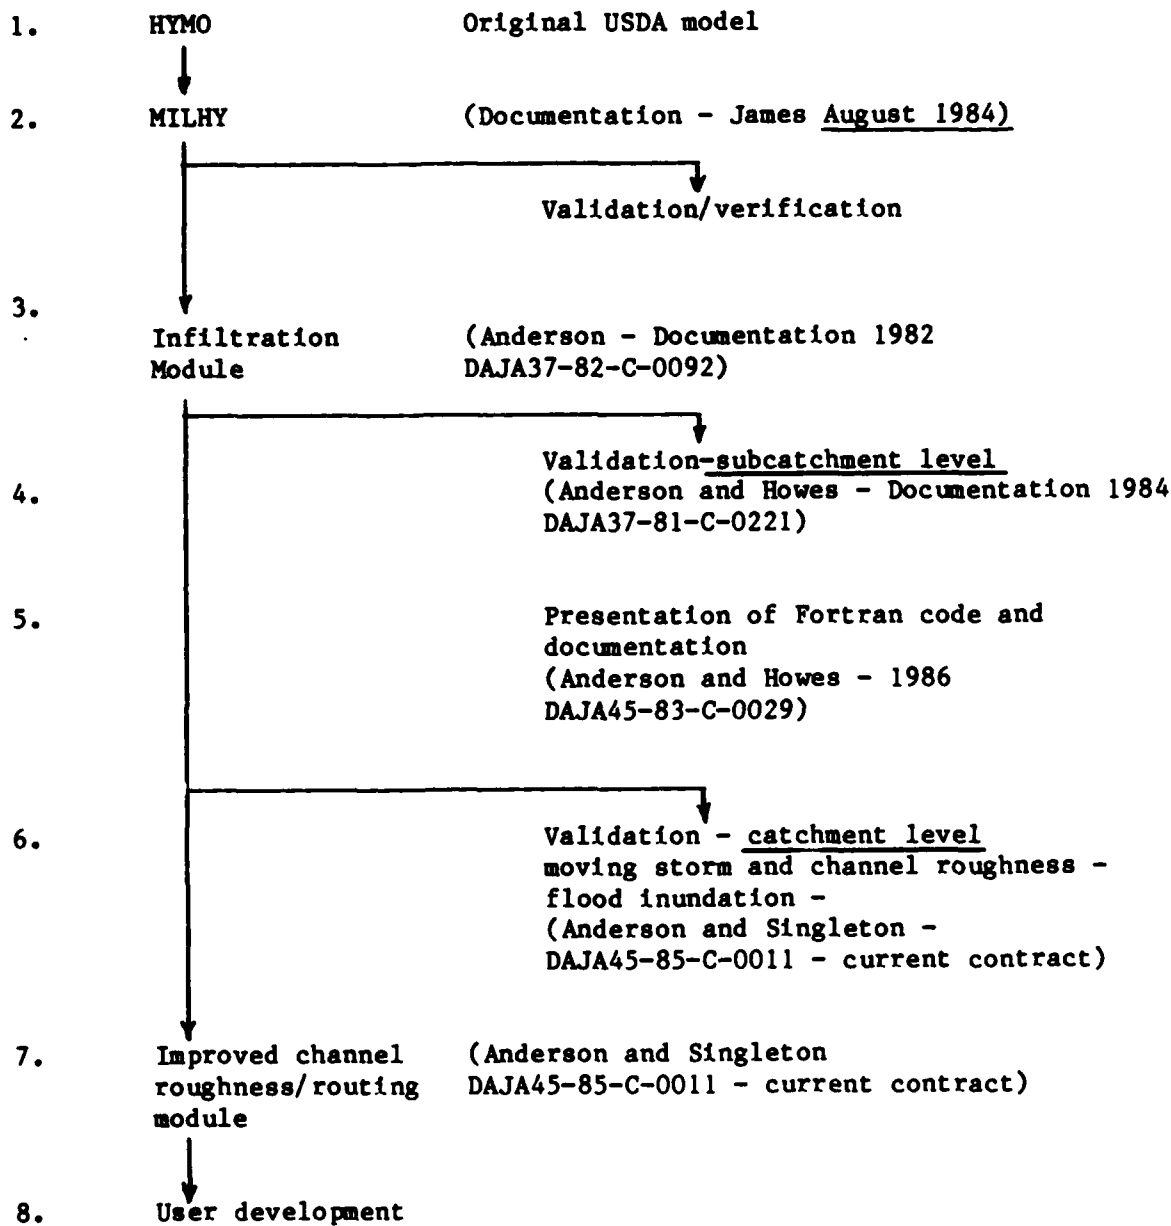 1. HYMO Original USDA model
2. MILHY (Documentation - James August 1984)
Validation/verification
3.
Infiltration (Anderson - Documentation 1982
Module DAJA37-82-C-0092)
Validation-subcatchment level
4. (Anderson and Howes - Documentation 1984
DAJA37-81-C-0221)
5. Presentation of Fortran code and
documentation
(Anderson and Howes - 1986
DAJA45-83-C-0029)
6. Validation - catchment level
moving storm and channel roughness -
flood inundation -
(Anderson and Singleton -
DAJA45-85-C-0011 - current contract)
7. Improved channel (Anderson and Singleton
roughness/routing DAJA45-85-C-0011 - current contract)
module
8. User development